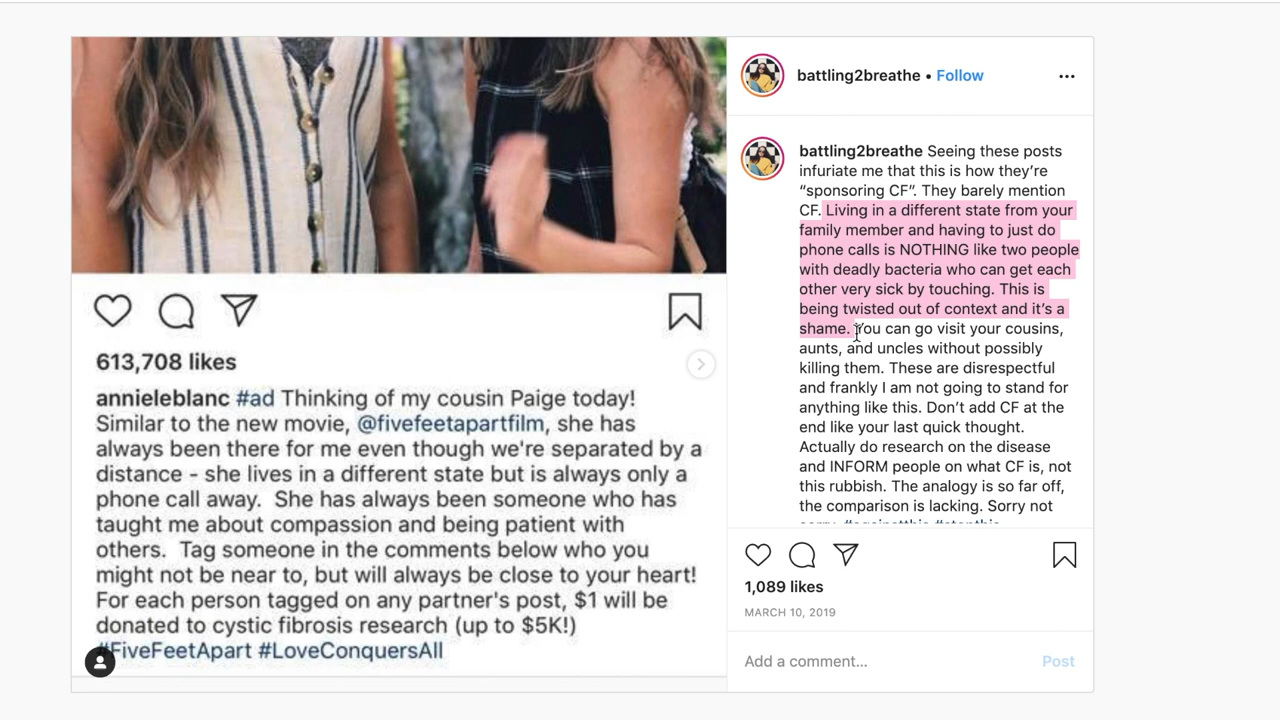 613,708 likes
annieleblanc #ad Thinking of my cousin Paige today!
Similar to the new movie, @fivefeetapartfilm, she has
always been there for me even though we're separated by a
distance - she lives in a different state but is always only a
phone call away.  She has always been someone who has
taught me about compassion and being patient with
others.  Tag someone in the comments below who you
might not be near to, but will always be close to your heart!
For each person tagged on any partner's post, $1 will be
donated to cystic fibrosis research (up to $5K!)
#FiveFeetApart #LoveConquersAll
battling2breathe • Follow
battling2breathe Seeing these posts
infuriate me that this is how they’re
“sponsoring CF”. They barely mention
CF. Living in a different state from your
family member and having to just do
phone calls is NOTHING like two people
with deadly bacteria who can get each
other very sick by touching. This is
being twisted out of context and it’s a
shame. You can go visit your cousins,
aunts, and uncles without possibly
killing them. These are disrespectful
and frankly I am not going to stand for
anything like this. Don’t add CF at the
end like your last quick thought.
Actually do research on the disease
and INFORM people on what CF is, not
this rubbish. The analogy is so far off,
the comparison is lacking. Sorry not
sorry. #againstthis #stopthis
1,089 likes
MARCH 10, 2019
Add a comment...
Post